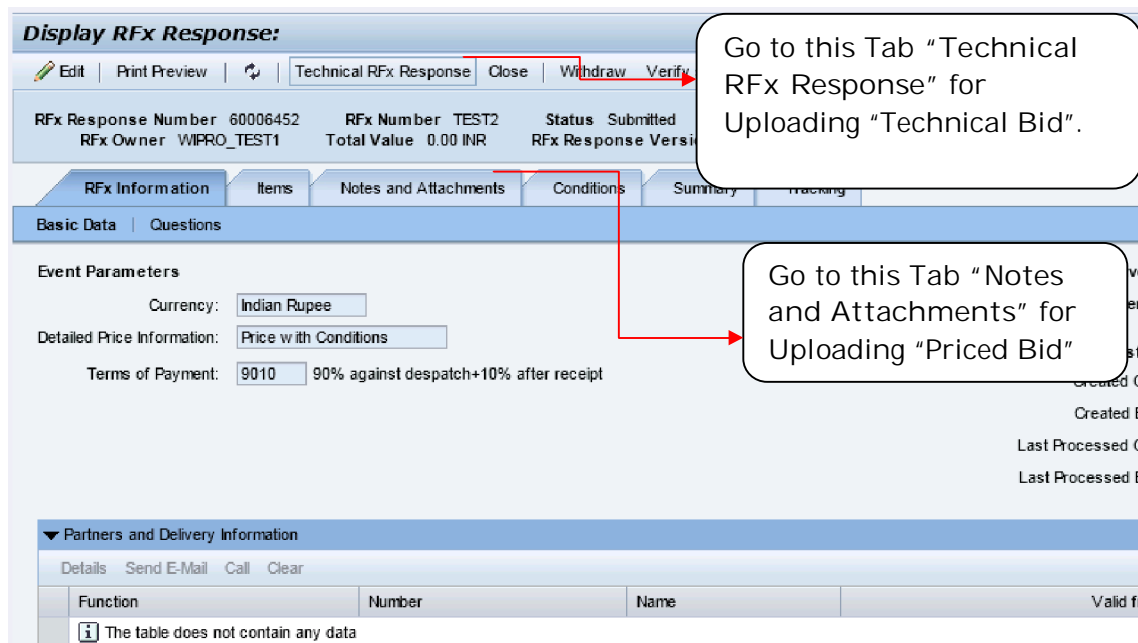 Display RFx Response:
Edit Print Preview Technical RFx Response Close Withdraw Verify
Go to this Tab “Technical
RFx Response” for
Uploading “Technical Bid”.
RFx Response Number 60006452 RFx Number TEST2 Status Submitted
RFx Owner WIPRO_TEST1 Total Value 0.00 INR RFx Response
RFx Information Items Notes and Attachments Conditions Summary Tracking
Basic Data Questions
Go to this Tab “Notes
and Attachments” for
Uploading “Priced Bid”
Event Parameters
Currency: Indian Rupee
Detailed Price Information: Price with Conditions
Terms of Payment: 9010 90% against despatch+10% after receipt
Created
Created
Last Processed
Last Processed
Partners and Delivery Information
Details Send E-Mail Call Clear
Function Number Name Valid
The table does not contain any data